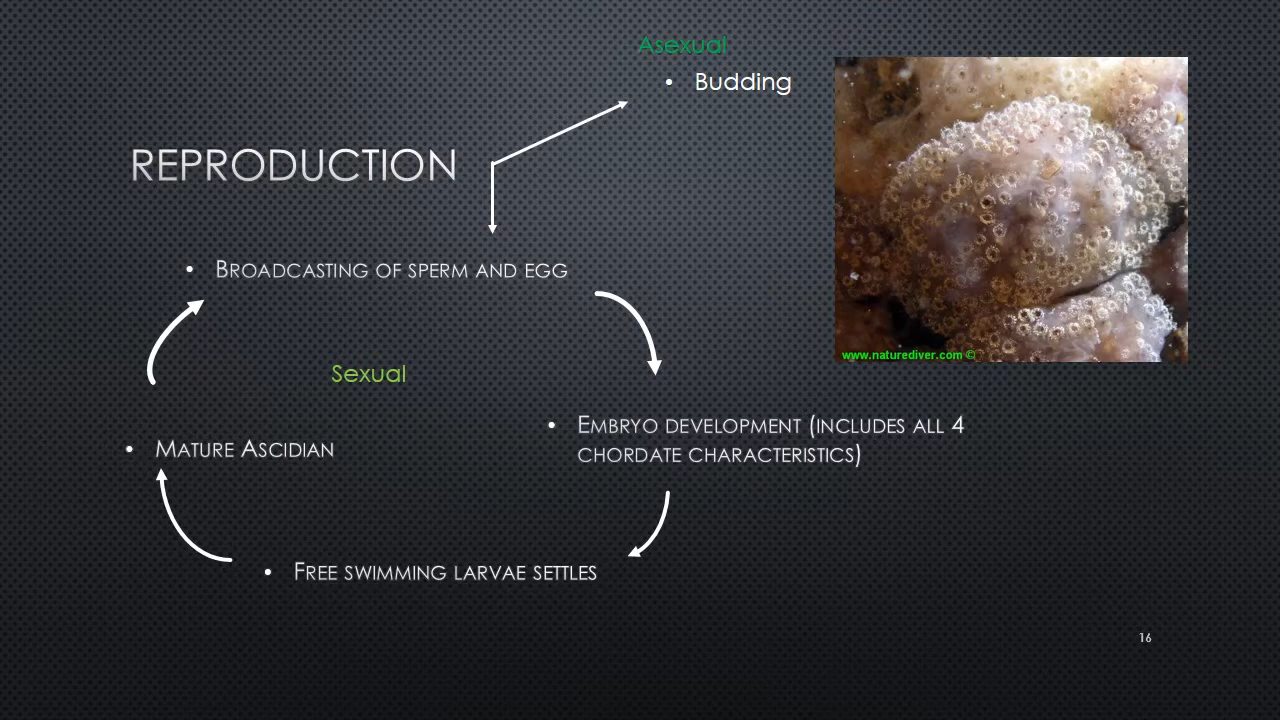 Asexual
• Budding
REPRODUCTION
• BROADCASTING OF SPERM AND EGG
Sexual
• EMBRYO DEVELOPMENT (INCLUDES ALL 4
CHORDATE CHARACTERISTICS)
• MATURE ASCIDIAN
• FREE SWIMMING LARVAE SETTLES
www.naturediver.com ©
16